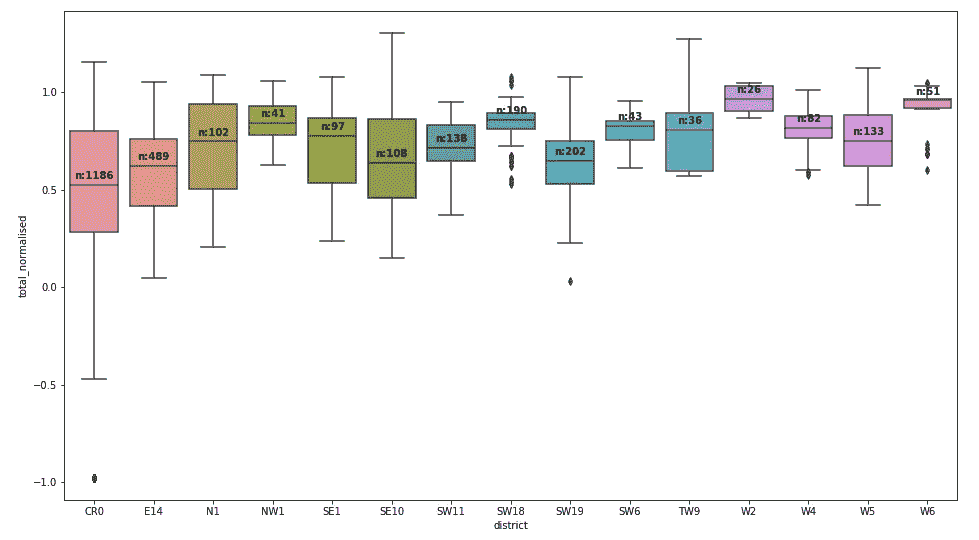 1.0
0.5
0.0
−0.5
−1.0
total_normalised
n:1186
n:489
n:102
n:41
n:97
n:108
n:138
n:190
n:202
n:43
n:36
n:26
n:82
n:133
n:51
CR0 E14 N1 NW1 SE1 SE10 SW11 SW18 SW19 SW6 TW9 W2 W4 W5 W6
district